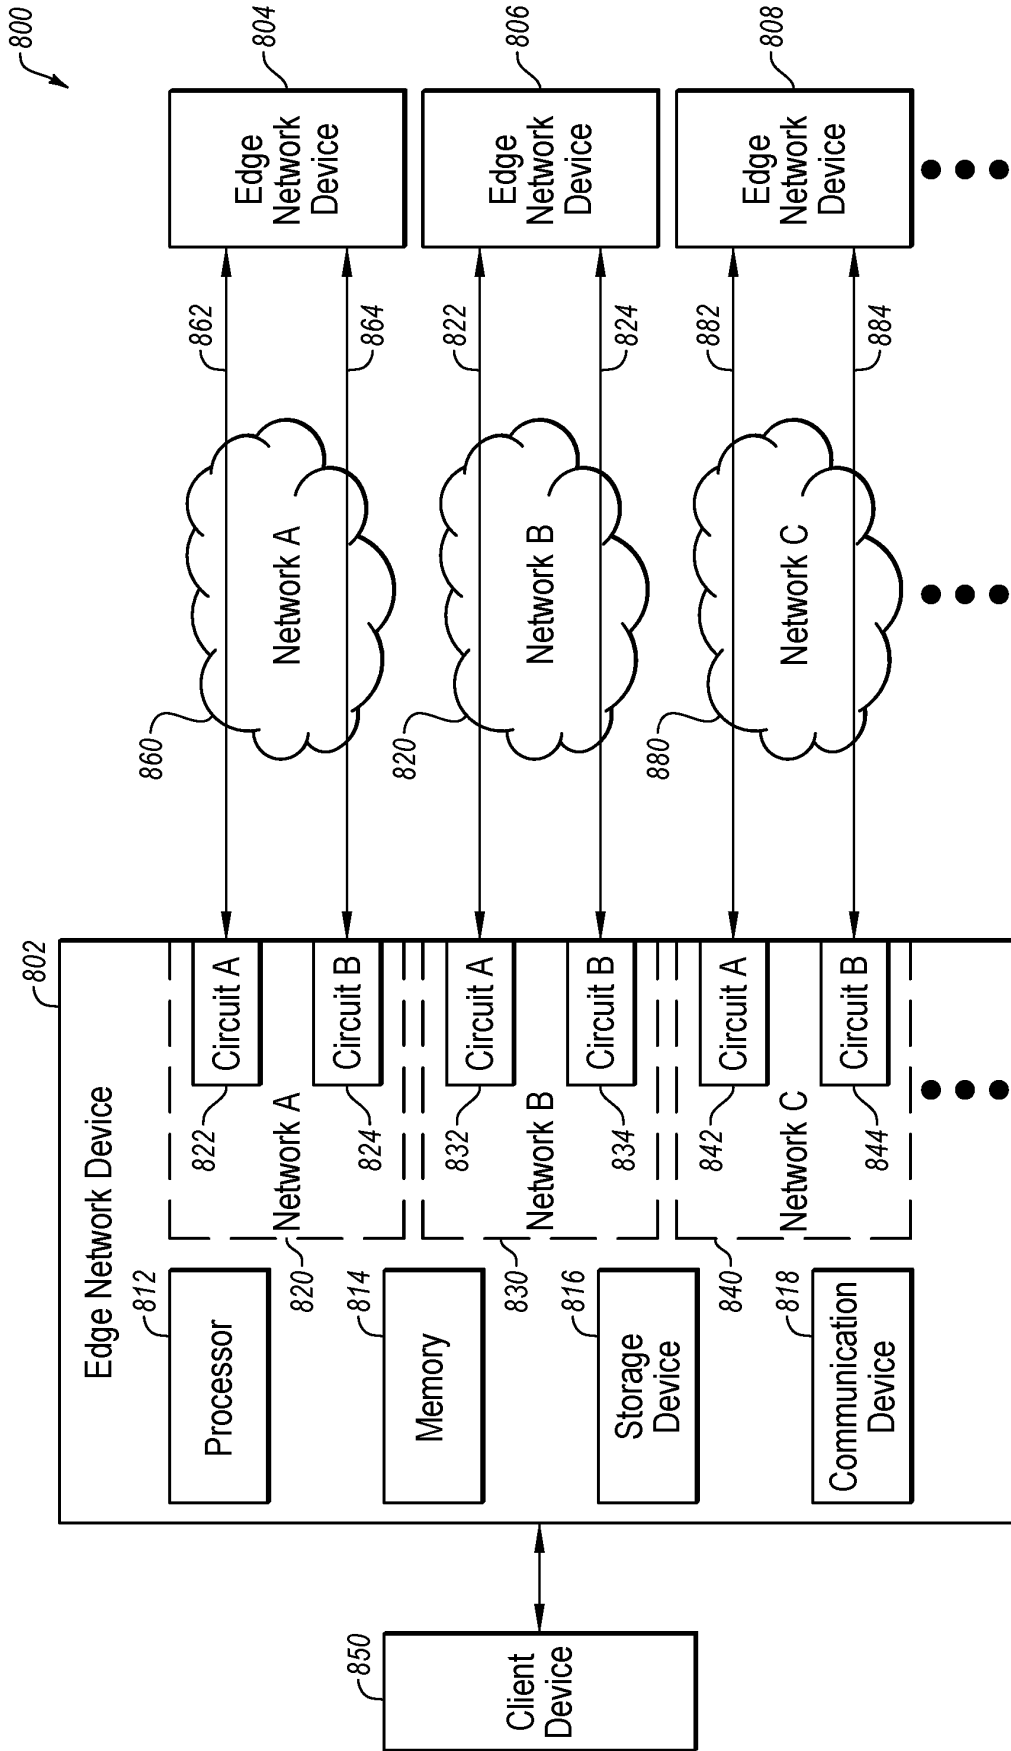 800
802
Edge Network Device
812
Processor
814
Memory
816
Storage
Device
818
Communication
Device
820
Network A
822
Circuit A
824
Circuit B
830
Network B
832
Circuit A
834
Circuit B
840
Network C
842
Circuit A
844
Circuit B
850
Client
Device
860
Network A
862
864
820
Network B
822
824
880
Network C
882
884
804
Edge
Network
Device
806
Edge
Network
Device
808
Edge
Network
Device